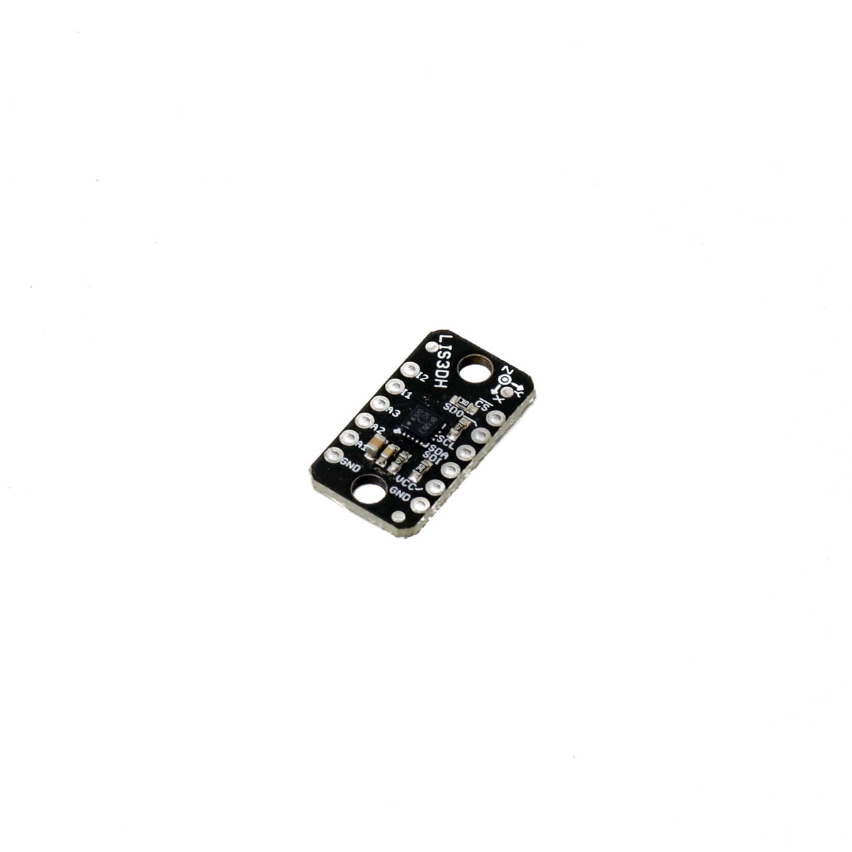 LIS3DH
I2
I1
A3
A2
A1
GND
Z
Y
X
CS
SDO
SCL
SDA
SDI
VCC
GND